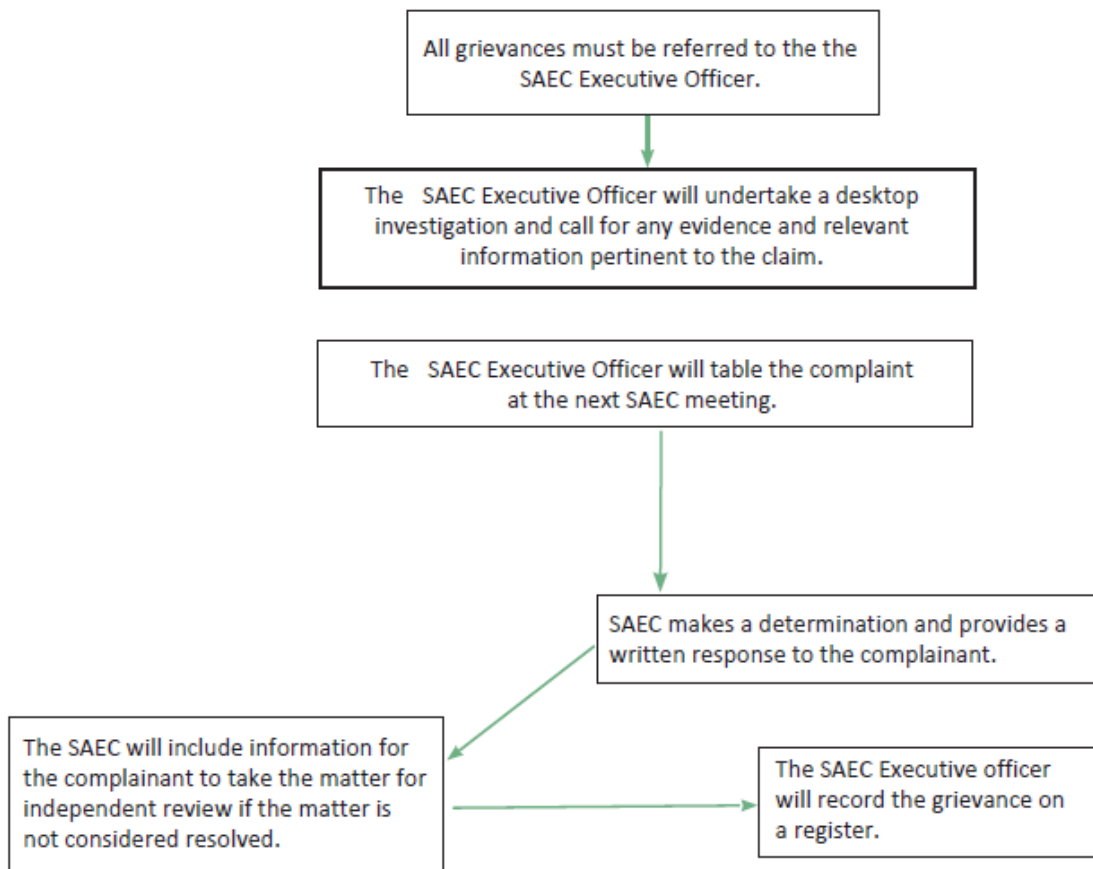 All grievances must be referred to the the
SAEC Executive Officer.
The SAEC Executive Officer will undertake a desktop
investigation and call for any evidence and relevant
information pertinent to the claim.
The SAEC Executive Officer will table the complaint
at the next SAEC meeting.
SAEC makes a determination and provides a
written response to the complainant.
The SAEC will include information for
the complainant to take the matter for
independent review if the matter is
not considered resolved.
The SAEC Executive officer
will record the grievance on
a register.